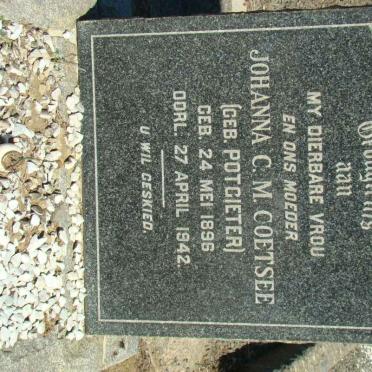 aan
MY DIERBARE VROU
EN ONS MOEDER
JOHANNA C. M. COETSEE
(GEB. POTGIETER)
GEB. 24 MEI 1896
OORL. 27 APRIL 1942.
U WIL GESKIED.